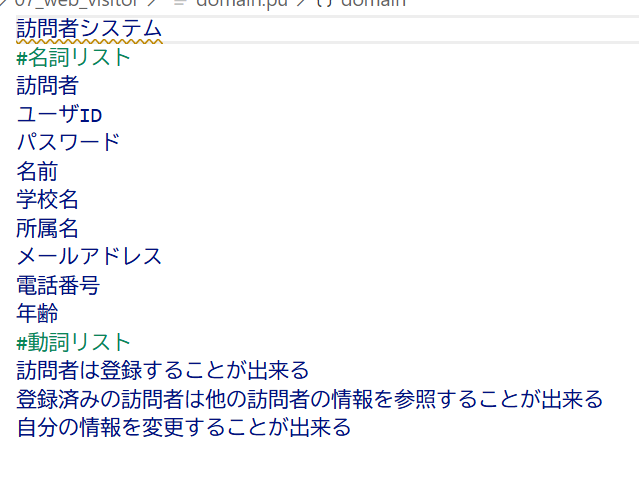 07_web_visitor / domain.pu / {} domain
訪問者システム
#名詞リスト
訪問者
ユーザID
パスワード
名前
学校名
所属名
メールアドレス
電話番号
年齢
#動詞リスト
訪問者は登録することが出来る
登録済みの訪問者は他の訪問者の情報を参照することが出来る
自分の情報を変更することが出来る